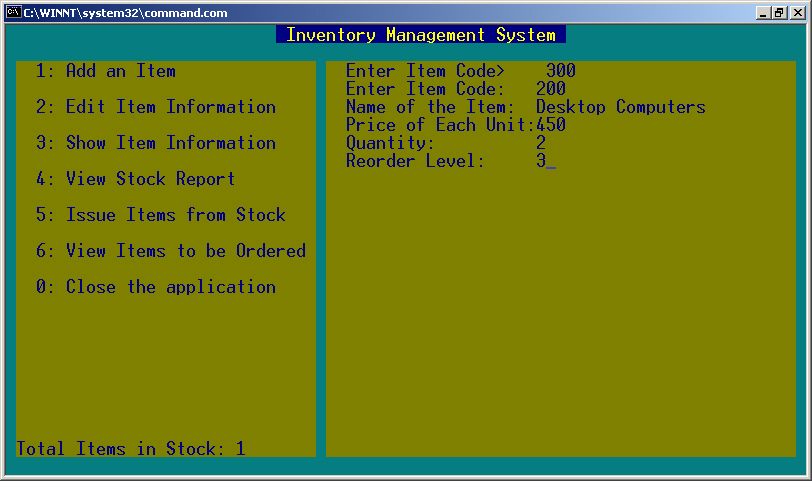 C:\WINNT\system32\command.com
Inventory Management System
1: Add an Item
2: Edit Item Information
3: Show Item Information
4: View Stock Report
5: Issue Items from Stock
6: View Items to be Ordered
0: Close the application
Total Items in Stock: 1
Enter Item Code> 300
Enter Item Code: 200
Name of the Item: Desktop Computers
Price of Each Unit:450
Quantity: 2
Reorder Level: 3_